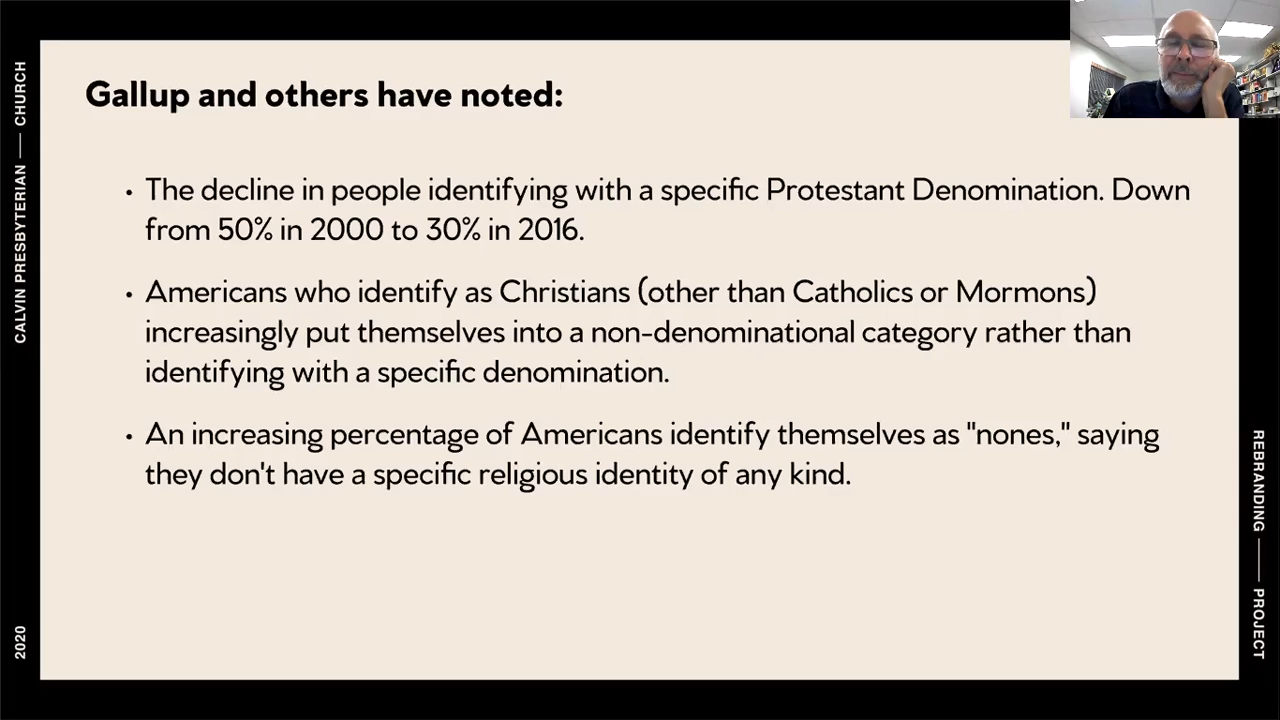 Gallup and others have noted:
• The decline in people identifying with a specific Protestant Denomination. Down
from 50% in 2000 to 30% in 2016.
• Americans who identify as Christians (other than Catholics or Mormons)
increasingly put themselves into a non-denominational category rather than
identifying with a specific denomination.
• An increasing percentage of Americans identify themselves as "nones," saying
they don't have a specific religious identity of any kind.
CALVIN PRESBYTERIAN — CHURCH
2020
REBRANDING — PROJECT